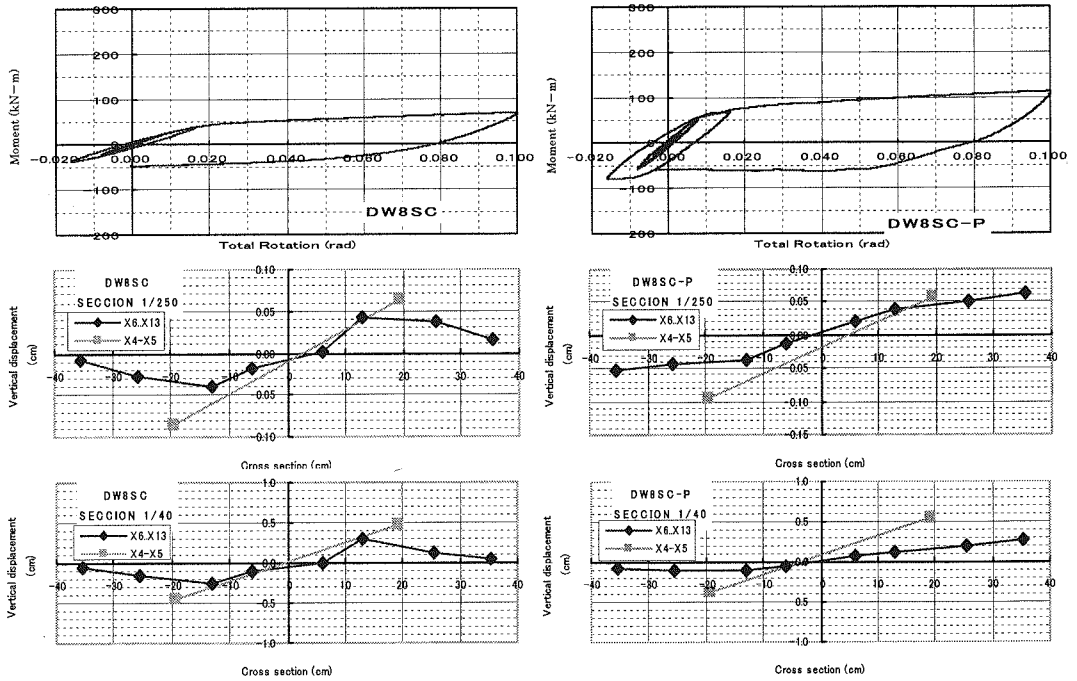 300
200
100
0
-100
200
Moment (kN-m)
-0.020
0.000
0.020
0.040
0.060
0.080
0.100
DW8SC
Total Rotation (rad)
300
200
100
-100
200
Moment (kN-m)
-0.020
0.000
0.020
0.040
0.060
0.080
0.100
DW8SC-P
Total Rotation (rad)
DW8SC
SECCION 1/250
X6.X13
X4-X5
0.10
0.05
0.00
-0.05
-0.10
-40
-30
-20
-10
0
10
20
30
40
Vertical displacement
(cm)
Cross section (cm)
DW8SC-P
SECCION 1/250
X6.X13
X4-X5
0.10
0.05
0.00
0.05
-0.10
-0.15
-40
-30
-20
-10
0
10
20
30
40
Vertical displacement
(cm)
Cross section (cm)
DW8SC
SECCION 1/40
X6.X13
X4-X5
1.0
0.5
0.0
-0.5
-1.0
-40
-30
-20
-10
0
10
20
30
40
Vertical displacement
(cm)
Cross section (cm)
DW8SC-P
SECCION 1/40
X6.X13
X4-X5
1.0
0.5
0.0
-0.5
-1.0
-40
-30
-20
-10
0
10
20
30
40
Vertical displacement
(cm)
Cross section (cm)